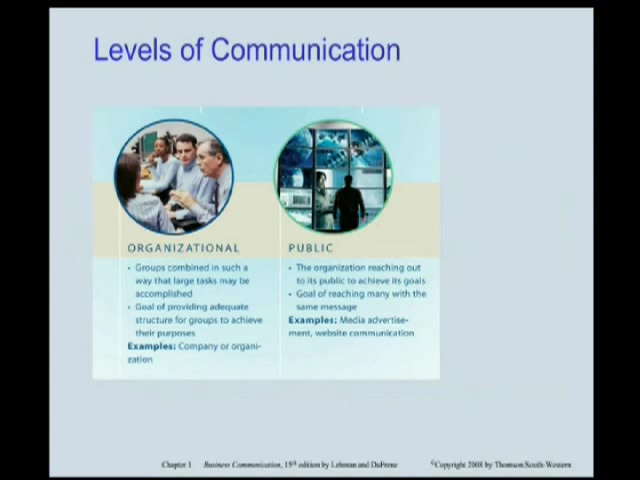 Levels of Communication
ORGANIZATIONAL
• Groups combined in such a
way that large tasks may be
accomplished
• Goal of providing adequate
structure for groups to achieve
their purposes
Examples: Company or organi-
zation
PUBLIC
• The organization reaching out
to its public to achieve its goals
• Goal of reaching many with the
same message
Examples: Media advertise-
ment, website communication
Chapter 1 Business Communication, 15th edition by Lehman and DuFrene ©Copyright 2008 by Thomson/South-Western